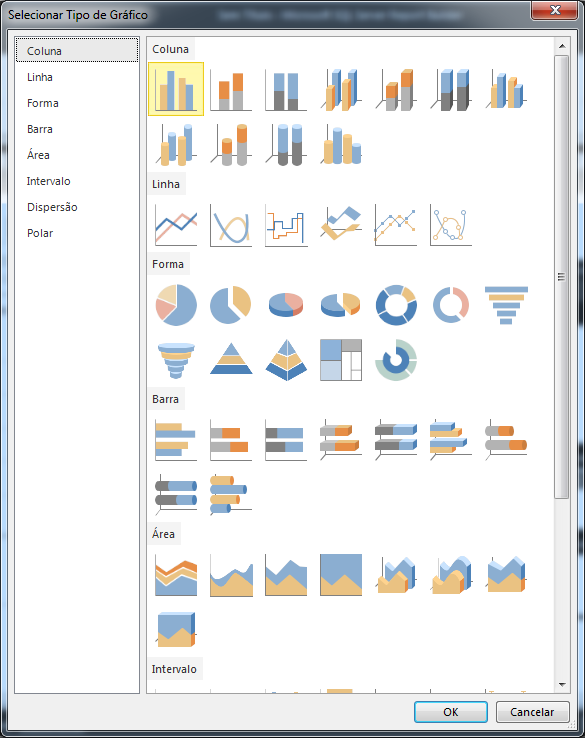 Selecionar Tipo de Gráfico
Coluna
Linha
Forma
Barra
Área
Intervalo
Dispersão
Polar
Coluna
Linha
Forma
Barra
Área
Intervalo
OK
Cancelar